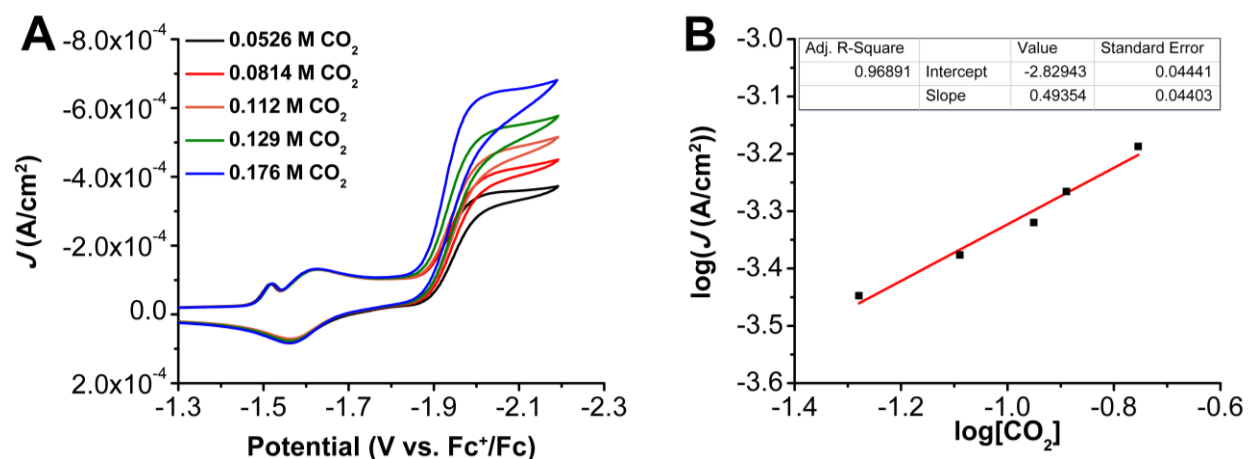 A
-8.0x10⁻⁴
-6.0x10⁻⁴
-4.0x10⁻⁴
-2.0x10⁻⁴
0.0
2.0x10⁻⁴
J (A/cm²)
0.0526 M CO₂
0.0814 M CO₂
0.112 M CO₂
0.129 M CO₂
0.176 M CO₂
-1.3 -1.5 -1.7 -1.9 -2.1 -2.3
Potential (V vs. Fc⁺/Fc)
B
-3.0
-3.1
-3.2
-3.3
-3.4
-3.5
-3.6
log(J (A/cm²))
Adj. R-Square Value Standard Error
0.96891 Intercept -2.82943 0.04441
Slope 0.49354 0.04403
-1.4 -1.2 -1.0 -0.8 -0.6
log[CO₂]